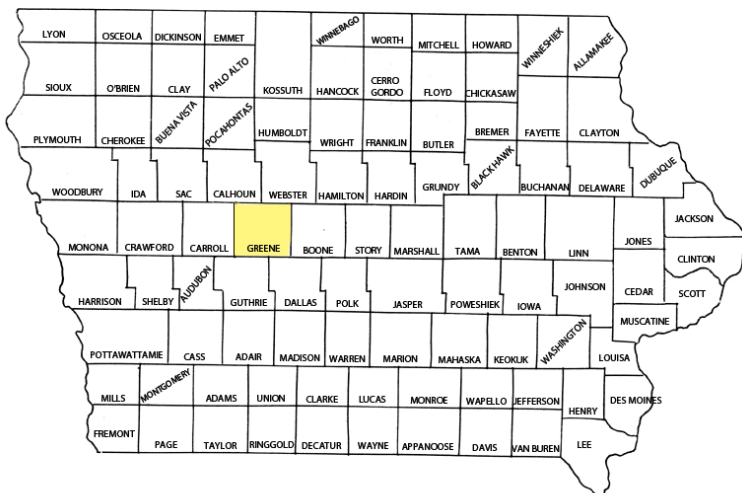 LYON OSCEOLA DICKINSON EMMET WINNEBAGO WORTH MITCHELL HOWARD WINNESHIEK ALLAMAKEE
SIOUX O'BRIEN CLAY PALO ALTO KOSSUTH HANCOCK CERRO GORDO FLOYD CHICKASAW
PLYMOUTH CHEROKEE BUENA VISTA POCAHONTAS HUMBOLDT WRIGHT FRANKLIN BUTLER BREMER FAYETTE CLAYTON
WOODBURY IDA SAC CALHOUN WEBSTER HAMILTON HARDIN GRUNDY BLACK HAWK BUCHANAN DELAWARE DUBUQUE
MONONA CRAWFORD CARROLL GREENE BOONE STORY MARSHALL TAMA BENTON LINN JONES JACKSON
CLINTON
HARRISON SHELBY AUDUBON GUTHRIE DALLAS POLK JASPER POWESHIEK IOWA JOHNSON CEDAR SCOTT
MUSCATINE
POTTAWATTAMIE CASS ADAIR MADISON WARREN MARION MAHASKA KEOKUK WASHINGTON LOUISA
MILLS MONTGOMERY ADAMS UNION CLARKE LUCAS MONROE WAPELLO JEFFERSON HENRY DES MOINES
FREMONT PAGE TAYLOR RINGGOLD DECATUR WAYNE APPANOOSE DAVIS VAN BUREN LEE